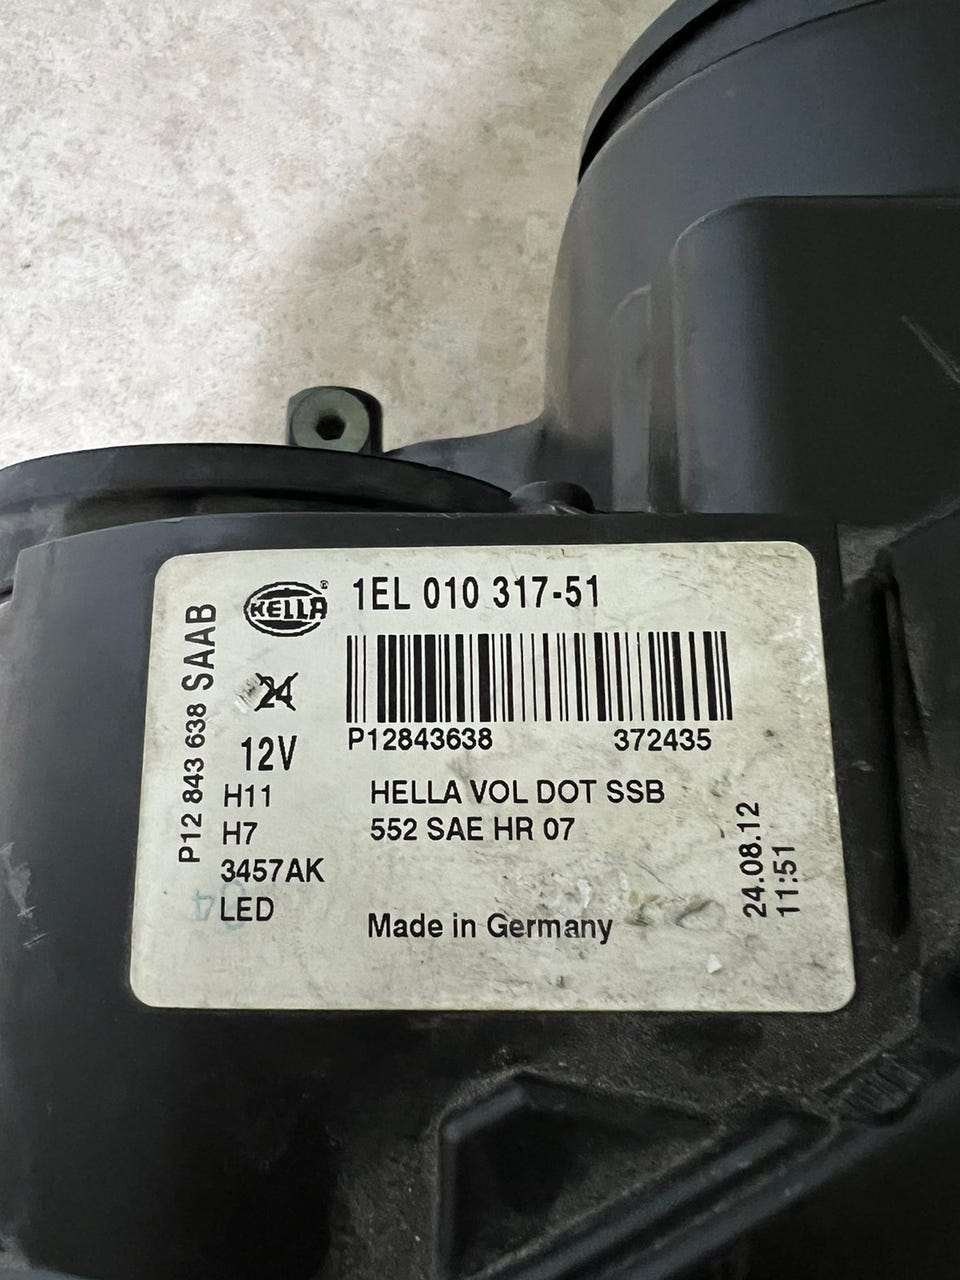 HELLA
1EL 010 317-51
P12 843 638 SAAB
24
12V
P12843638 372435
H11
H7
3457AK
LED
HELLA VOL DOT SSB
552 SAE HR 07
Made in Germany
24.08.12
11:51